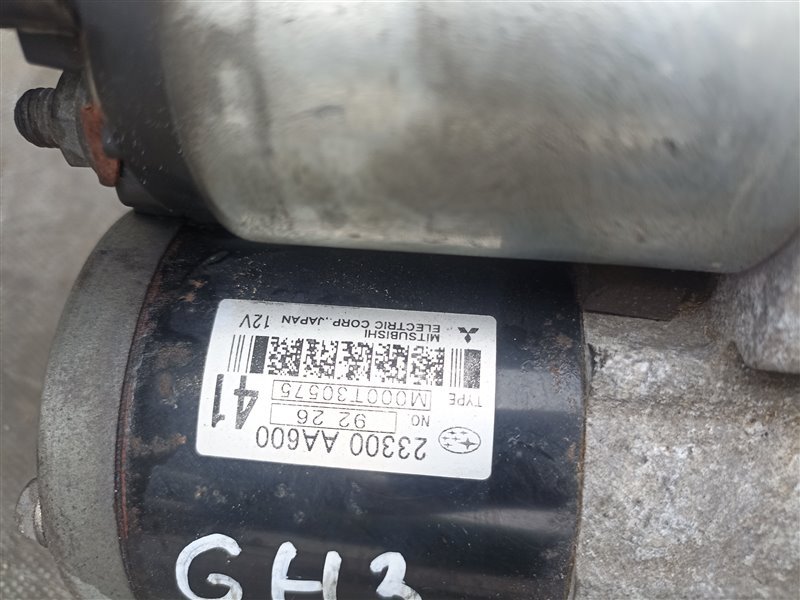 23300 AA600
NO. 92 26
41
TYPE M000T30575
MITSUBISHI
ELECTRIC CORP., JAPAN 12V
GH3